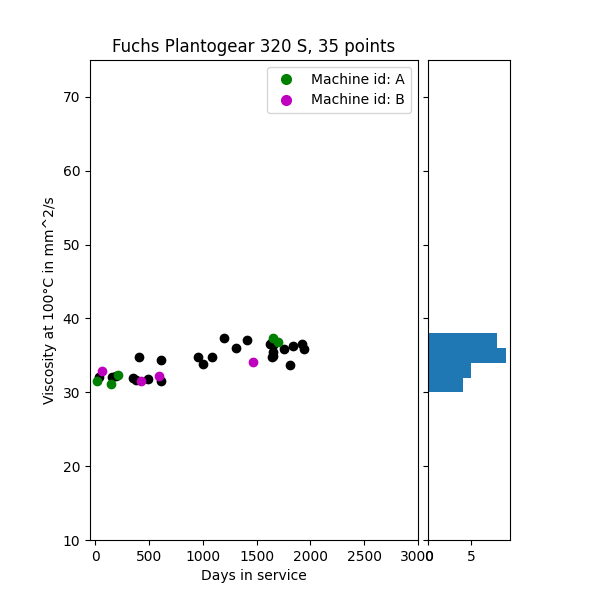 Fuchs Plantogear 320 S, 35 points
Machine id: A
Machine id: B
Viscosity at 100°C in mm^2/s
70
60
50
40
30
20
10
0 500 1000 1500 2000 2500 3000
0 5
Days in service